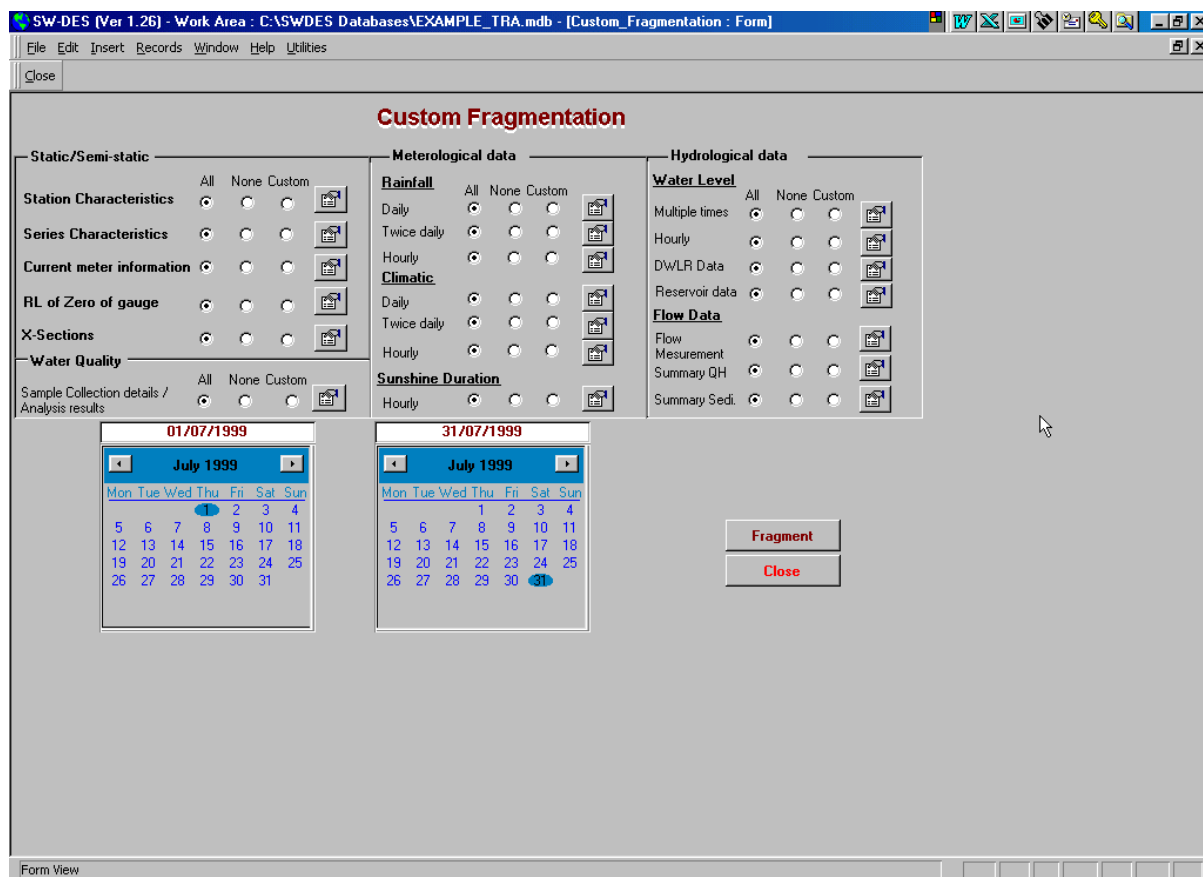 SW-DES (Ver 1.26) - Work Area : C:\SWDES Databases\EXAMPLE_TRA.mdb - [Custom_Fragmentation : Form]
File Edit Insert Records Window Help Utilities
Close
Custom Fragmentation
Static/Semi-static
All None Custom
Station Characteristics
Series Characteristics
Current meter information
RL of Zero of gauge
X-Sections
Water Quality
All None Custom
Sample Collection details /
Analysis results
Meterological data
Rainfall
All None Custom
Daily
Twice daily
Hourly
Climatic
Daily
Twice daily
Hourly
Sunshine Duration
Hourly
Hydrological data
Water Level
All None Custom
Multiple times
Hourly
DWLR Data
Reservoir data
Flow Data
Flow
Mesurement
Summary QH
Summary Sedi.
01/07/1999
July 1999
Mon Tue Wed Thu Fri Sat Sun
1 2 3 4
5 6 7 8 9 10 11
12 13 14 15 16 17 18
19 20 21 22 23 24 25
26 27 28 29 30 31
31/07/1999
July 1999
Mon Tue Wed Thu Fri Sat Sun
1 2 3 4
5 6 7 8 9 10 11
12 13 14 15 16 17 18
19 20 21 22 23 24 25
26 27 28 29 30 31
Fragment
Close
Form View